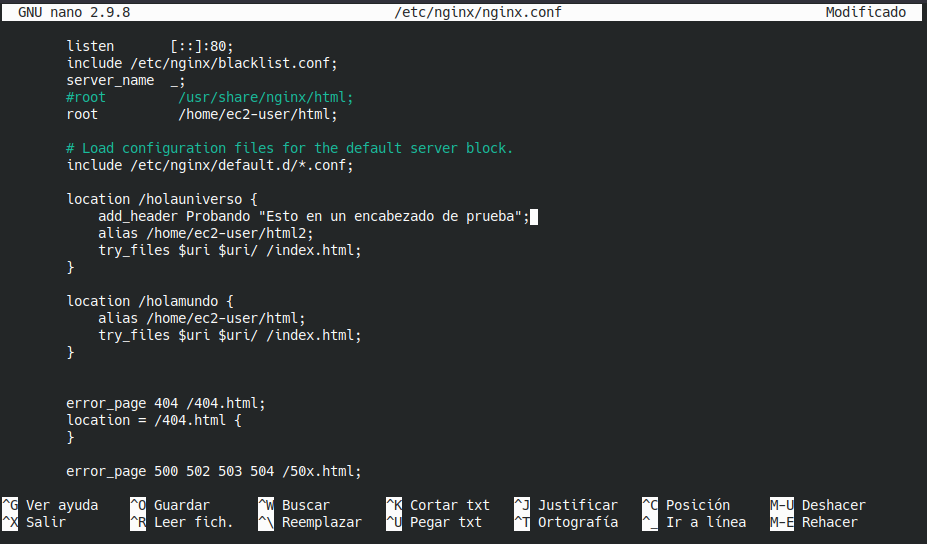 GNU nano 2.9.8 /etc/nginx/nginx.conf Modificado
listen [::]:80;
include /etc/nginx/blacklist.conf;
server_name _;
#root /usr/share/nginx/html;
root /home/ec2-user/html;
# Load configuration files for the default server block.
include /etc/nginx/default.d/*.conf;
location /holauniverso {
add_header Probando "Esto en un encabezado de prueba";
alias /home/ec2-user/html2;
try_files $uri $uri/ /index.html;
}
location /holamundo {
alias /home/ec2-user/html;
try_files $uri $uri/ /index.html;
}
error_page 404 /404.html;
location = /404.html {
}
error_page 500 502 503 504 /50x.html;
^G Ver ayuda ^O Guardar ^W Buscar ^K Cortar txt ^J Justificar ^C Posición M-U Deshacer
^X Salir ^R Leer fich. ^\ Reemplazar ^U Pegar txt ^T Ortografía ^_ Ir a línea M-E Rehacer